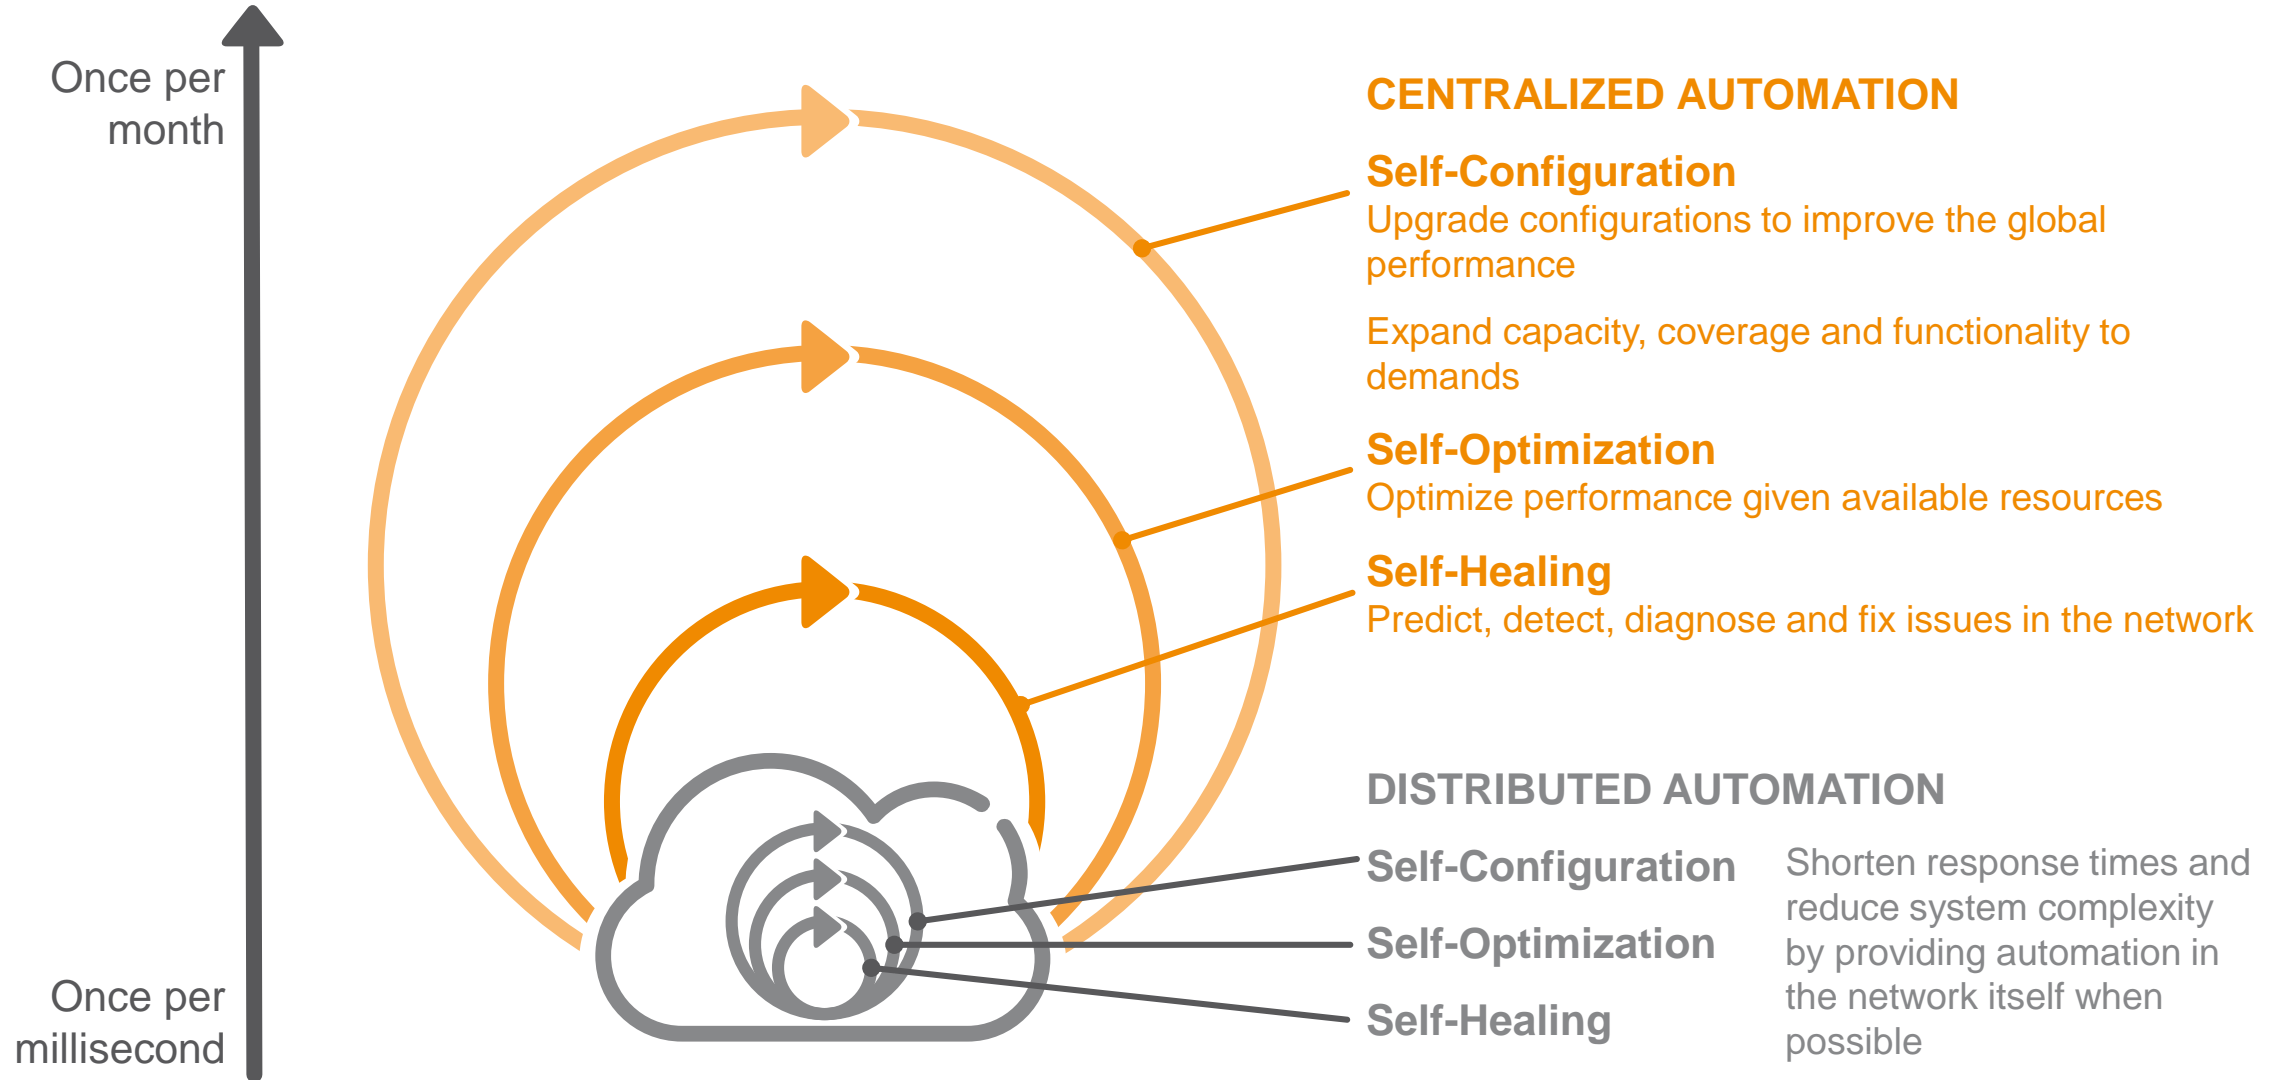 Once per
month
CENTRALIZED AUTOMATION
Self-Configuration
Upgrade configurations to improve the global
performance
Expand capacity, coverage and functionality to
demands
Self-Optimization
Optimize performance given available resources
Self-Healing
Predict, detect, diagnose and fix issues in the network
DISTRIBUTED AUTOMATION
Self-Configuration
Self-Optimization
Self-Healing
Shorten response times and
reduce system complexity
by providing automation in
the network itself when
possible
Once per
millisecond